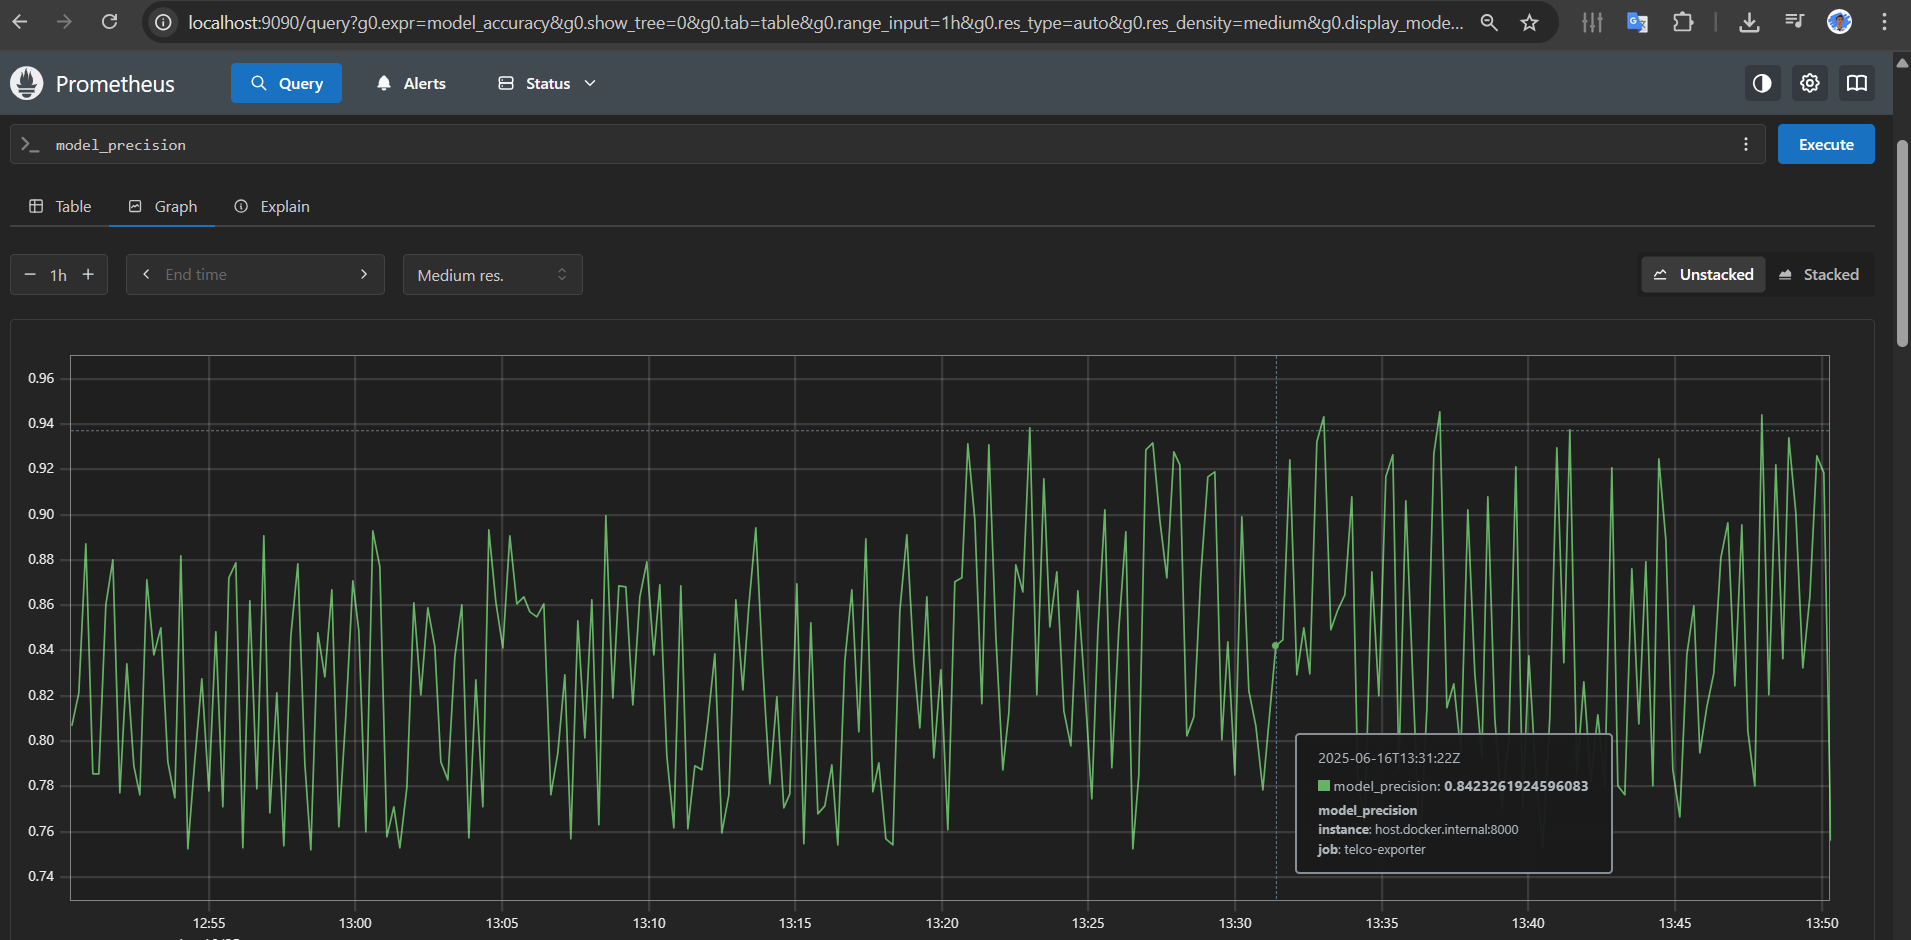 localhost:9090/query?g0.expr=model_accuracy&g0.show_tree=0&g0.tab=table&g0.range_input=1h&g0.res_type=auto&g0.res_density=medium&g0.display_mode...
Prometheus Query Alerts Status
model_precision Execute
Table Graph Explain
1h End time Medium res. Unstacked Stacked
0.96
0.94
0.92
0.90
0.88
0.86
0.84
0.82
0.80
0.78
0.76
0.74
2025-06-16T13:31:22Z
model_precision: 0.8423261924596083
model_precision
instance: host.docker.internal:8000
job: telco-exporter
12:55 13:00 13:05 13:10 13:15 13:20 13:25 13:30 13:35 13:40 13:45 13:50